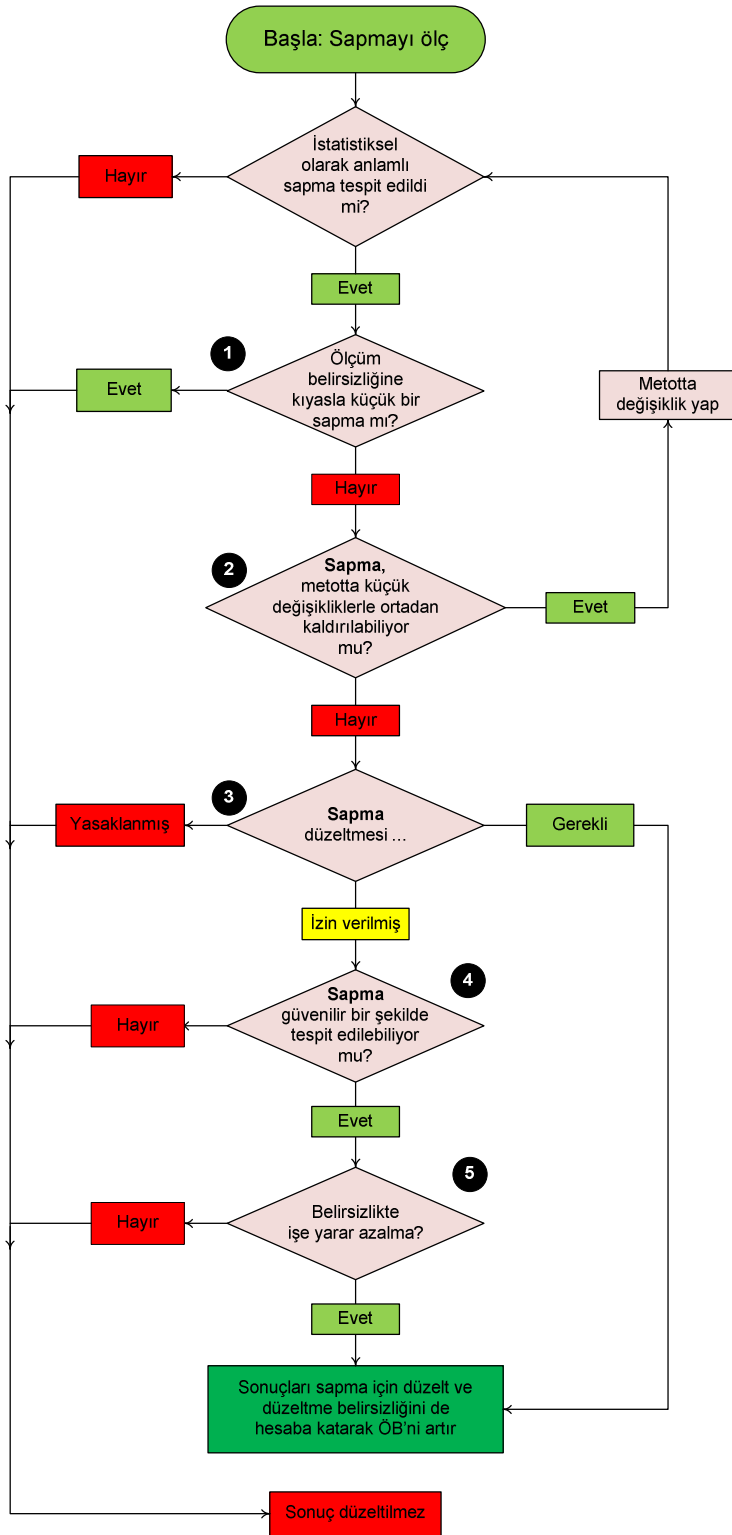 Başla: Sapmayı ölç
İstatistiksel
olarak anlamlı
sapma tespit edildi
mi?
Hayır
Evet
1
Ölçüm
belirsizliğine
kıyasla küçük bir
sapma mı?
Evet
Metotta
değişiklik yap
Hayır
2
Sapma,
metotta küçük
değişikliklerle ortadan
kaldırılabiliyor
mu?
Evet
Hayır
3
Sapma
düzeltmesi ...
Yasaklanmış
Gerekli
İzin verilmiş
4
Sapma
güvenilir bir şekilde
tespit edilebiliyor
mu?
Hayır
Evet
5
Belirsizlikte
işe yarar azalma?
Hayır
Evet
Sonuçları sapma için düzelt ve
düzeltme belirsizliğini de
hesaba katarak ÖB'ni artır
Sonuç düzeltilmez